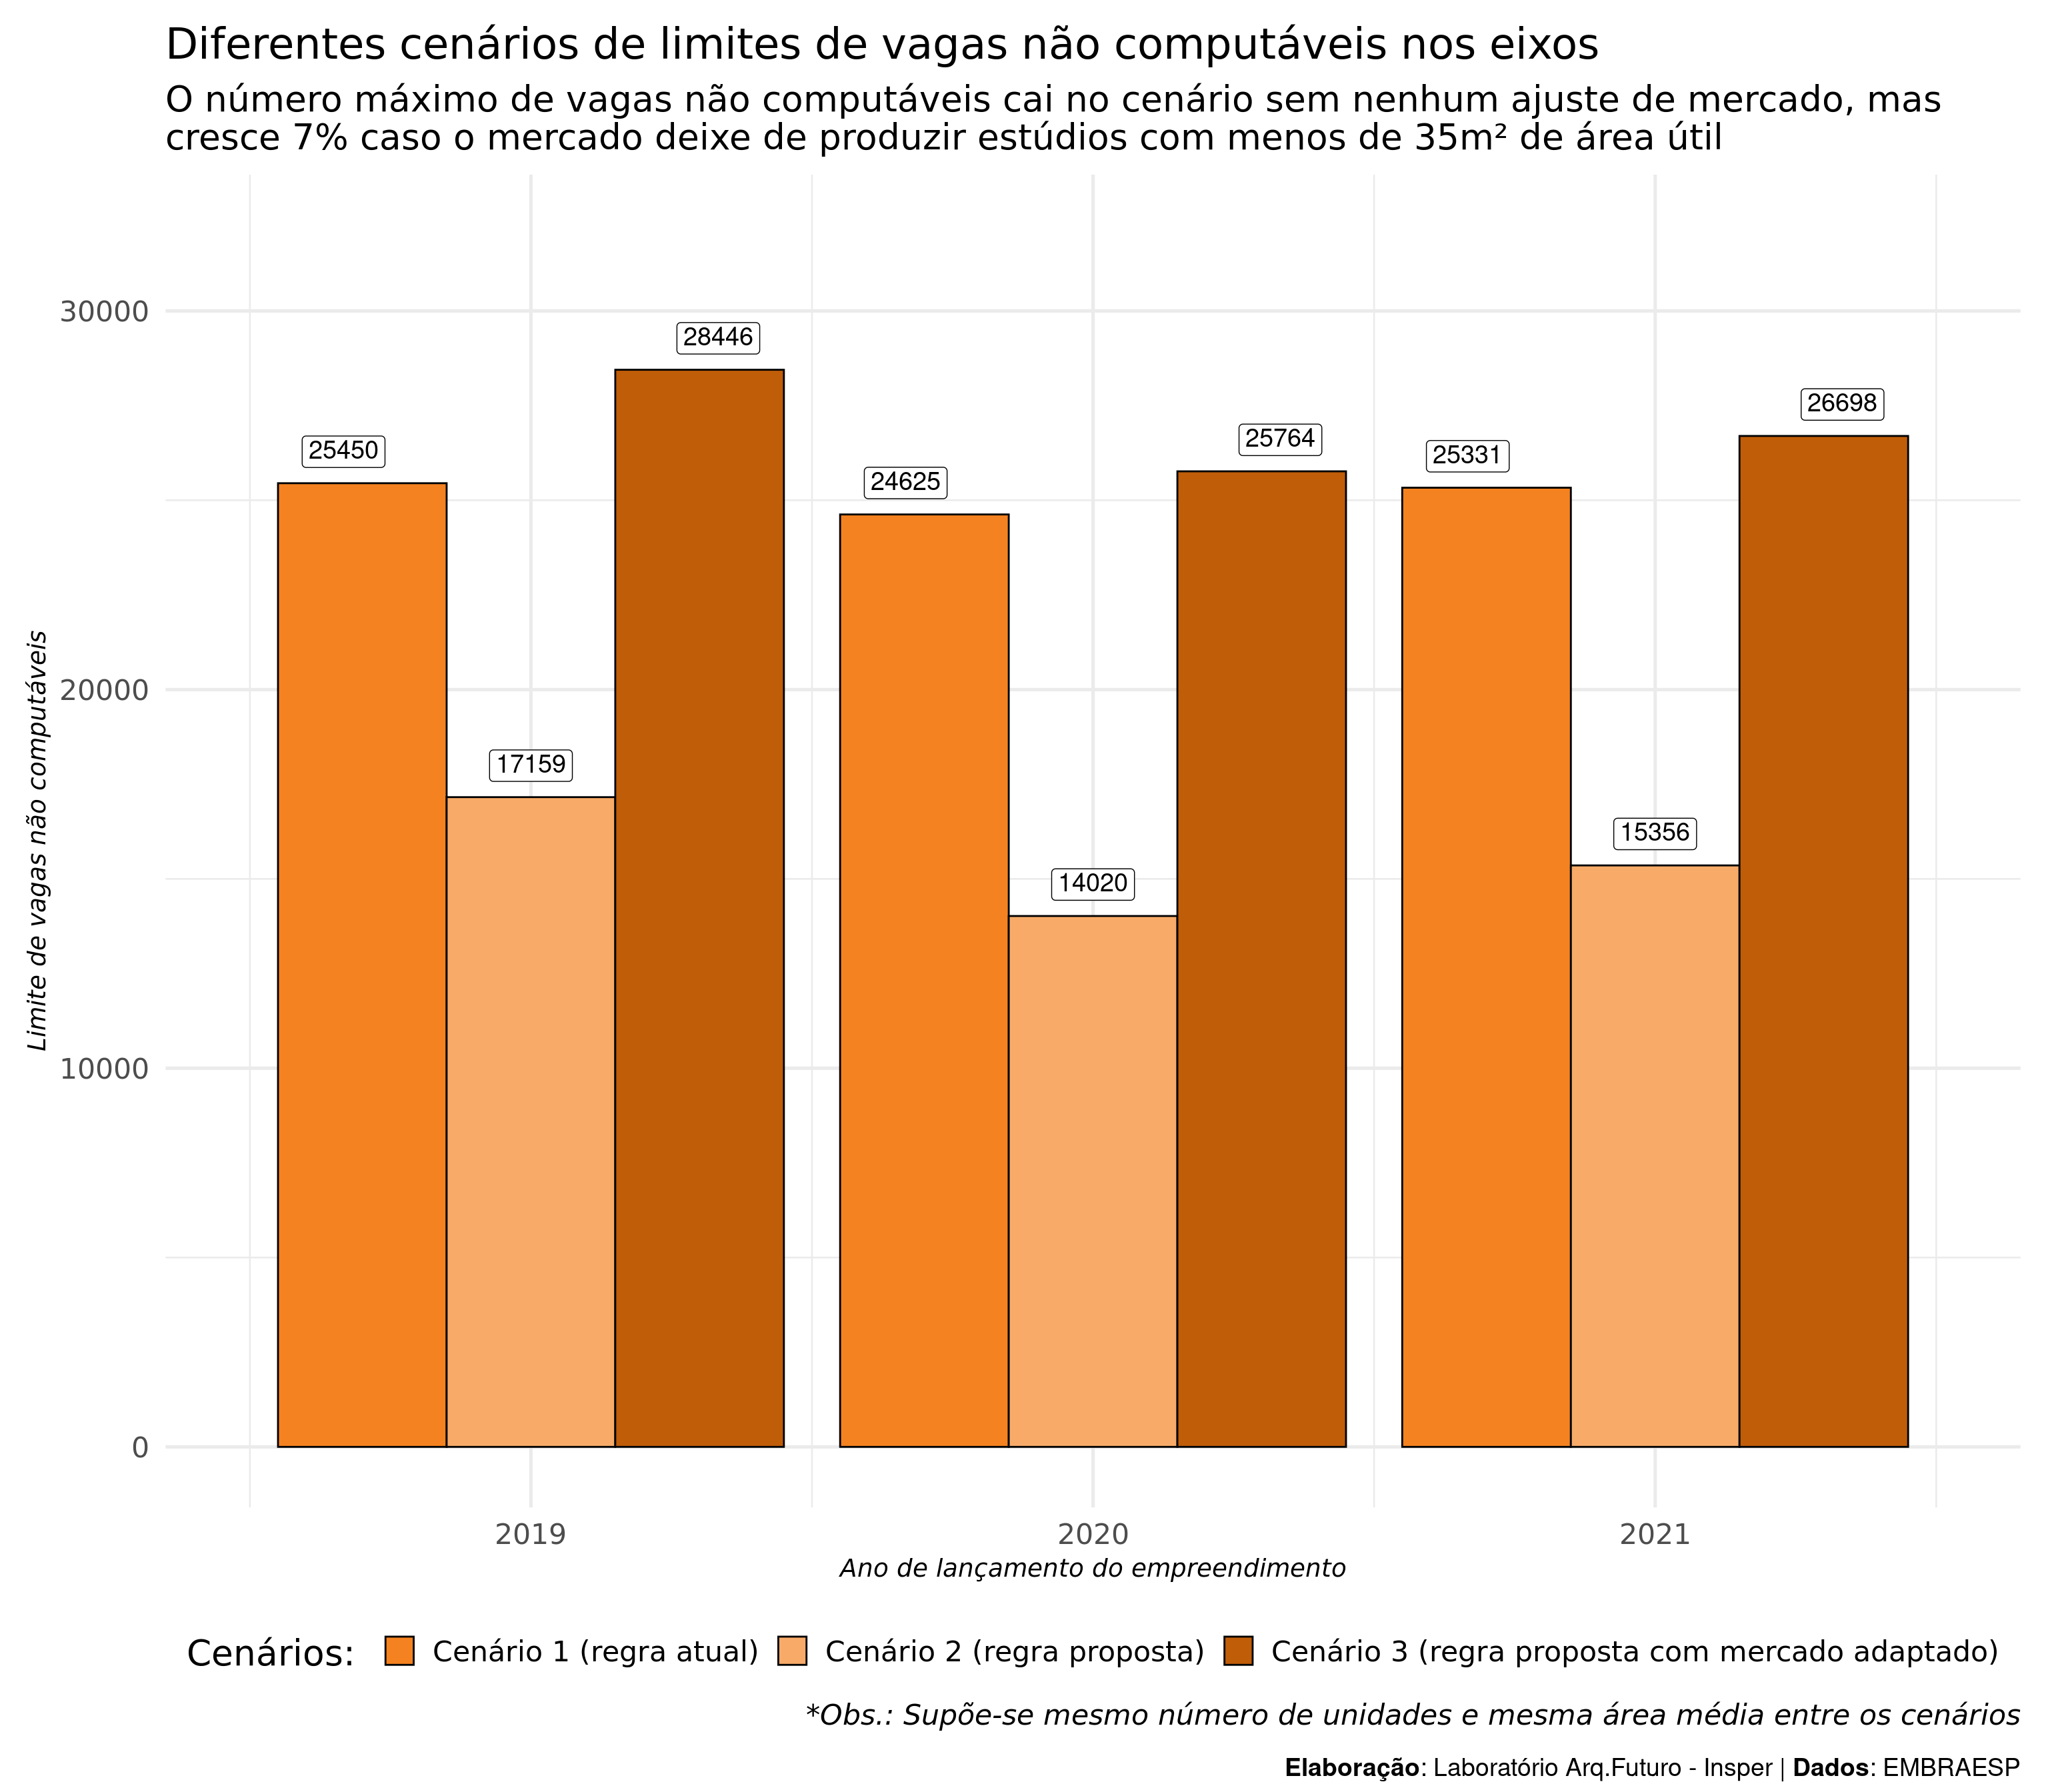 Diferentes cenários de limites de vagas não computáveis nos eixos
O número máximo de vagas não computáveis cai no cenário sem nenhum ajuste de mercado, mas
cresce 7% caso o mercado deixe de produzir estúdios com menos de 35m² de área útil
Limite de vagas não computáveis
30000
20000
10000
0
25450
17159
28446
24625
14020
25764
25331
15356
26698
2019
2020
2021
Ano de lançamento do empreendimento
Cenários:
Cenário 1 (regra atual)
Cenário 2 (regra proposta)
Cenário 3 (regra proposta com mercado adaptado)
*Obs.: Supõe-se mesmo número de unidades e mesma área média entre os cenários
Elaboração: Laboratório Arq.Futuro - Insper | Dados: EMBRAESP